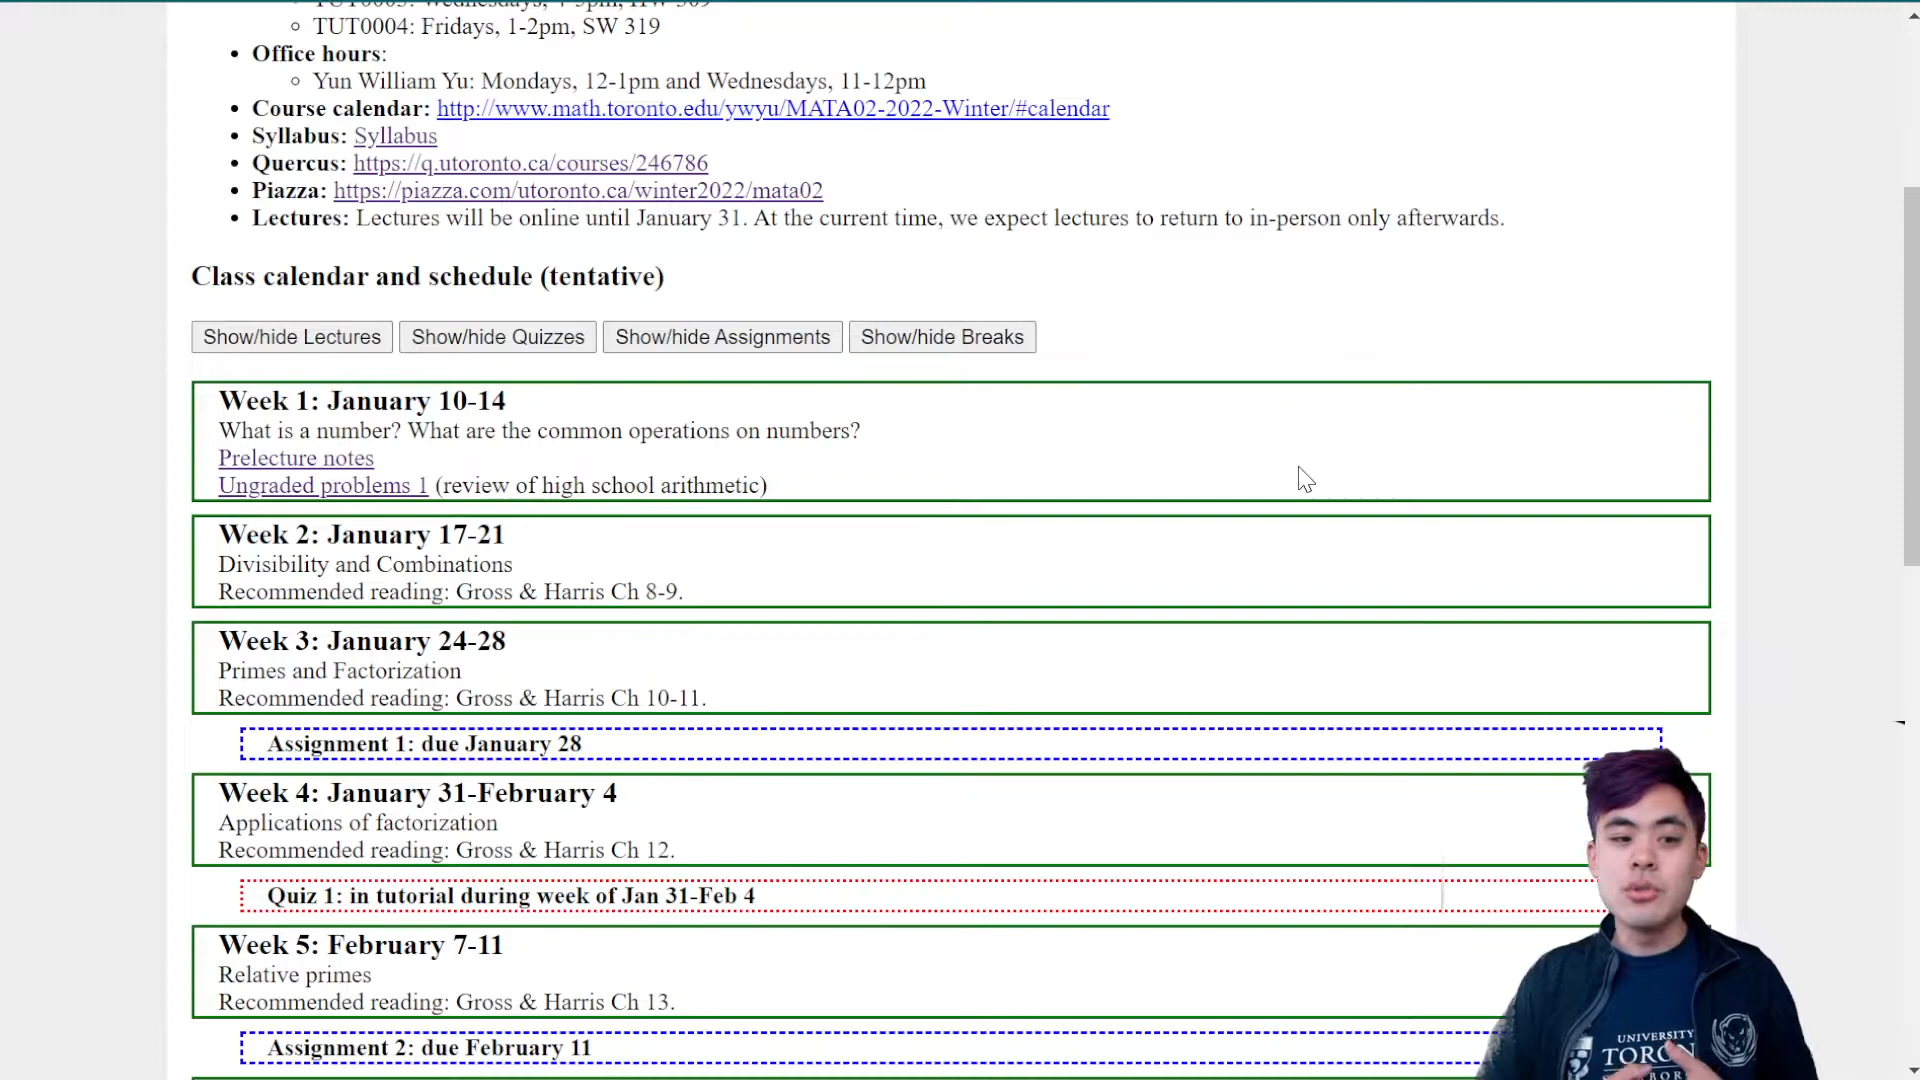 TUT0004: Fridays, 1-2pm, SW 319
Office hours:
Yun William Yu: Mondays, 12-1pm and Wednesdays, 11-12pm
Course calendar: http://www.math.toronto.edu/ywyu/MATA02-2022-Winter/#calendar
Syllabus: Syllabus
Quercus: https://q.utoronto.ca/courses/246786
Piazza: https://piazza.com/utoronto.ca/winter2022/mata02
Lectures: Lectures will be online until January 31. At the current time, we expect lectures to return to in-person only afterwards.
Class calendar and schedule (tentative)
Show/hide Lectures Show/hide Quizzes Show/hide Assignments Show/hide Breaks
Week 1: January 10-14
What is a number? What are the common operations on numbers?
Prelecture notes
Ungraded problems 1 (review of high school arithmetic)
Week 2: January 17-21
Divisibility and Combinations
Recommended reading: Gross & Harris Ch 8-9.
Week 3: January 24-28
Primes and Factorization
Recommended reading: Gross & Harris Ch 10-11.
Assignment 1: due January 28
Week 4: January 31-February 4
Applications of factorization
Recommended reading: Gross & Harris Ch 12.
Quiz 1: in tutorial during week of Jan 31-Feb 4
Week 5: February 7-11
Relative primes
Recommended reading: Gross & Harris Ch 13.
Assignment 2: due February 11
UNIVERSITY